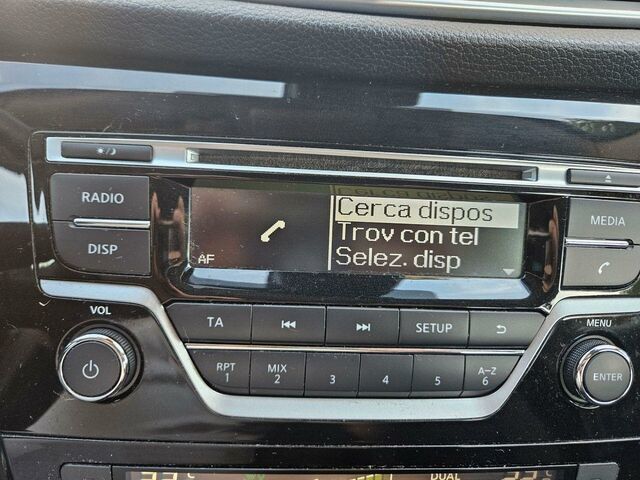 RADIO
DISP
AF
Cerca dispos
Trov con tel
Selez. disp
MEDIA
VOL
TA
SETUP
MENU
RPT
1
MIX
2
3
4
5
A-Z
6
ENTER
DUAL